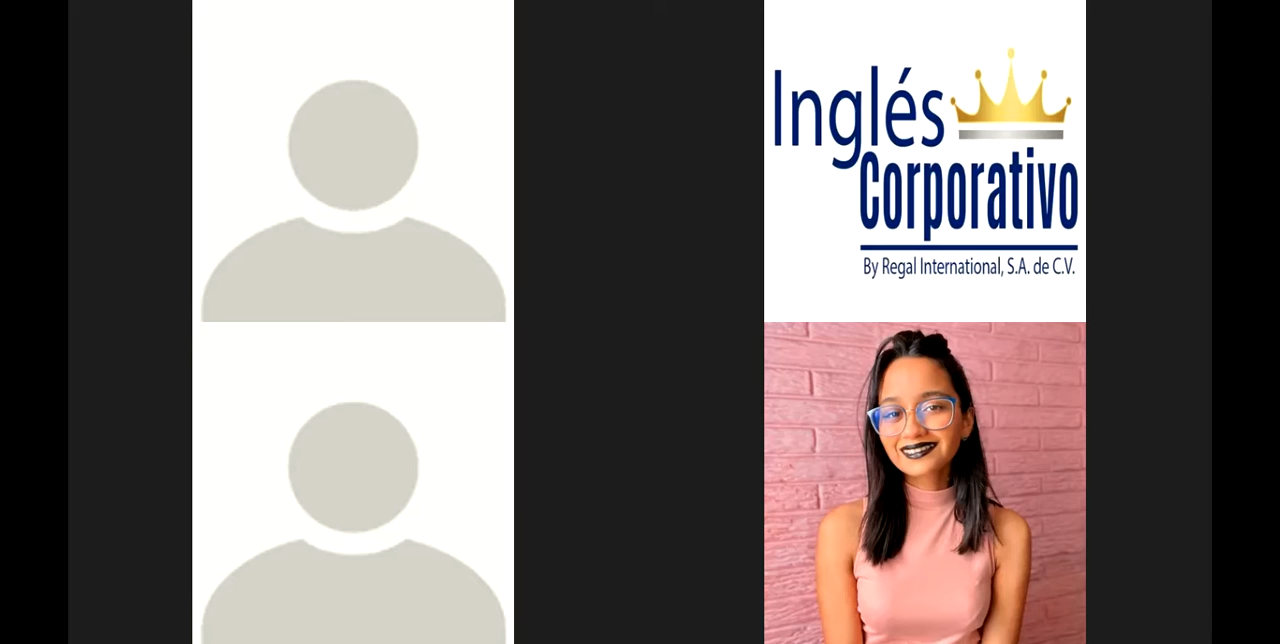 Inglés
Corporativo
By Regal International, S.A. de C.V.